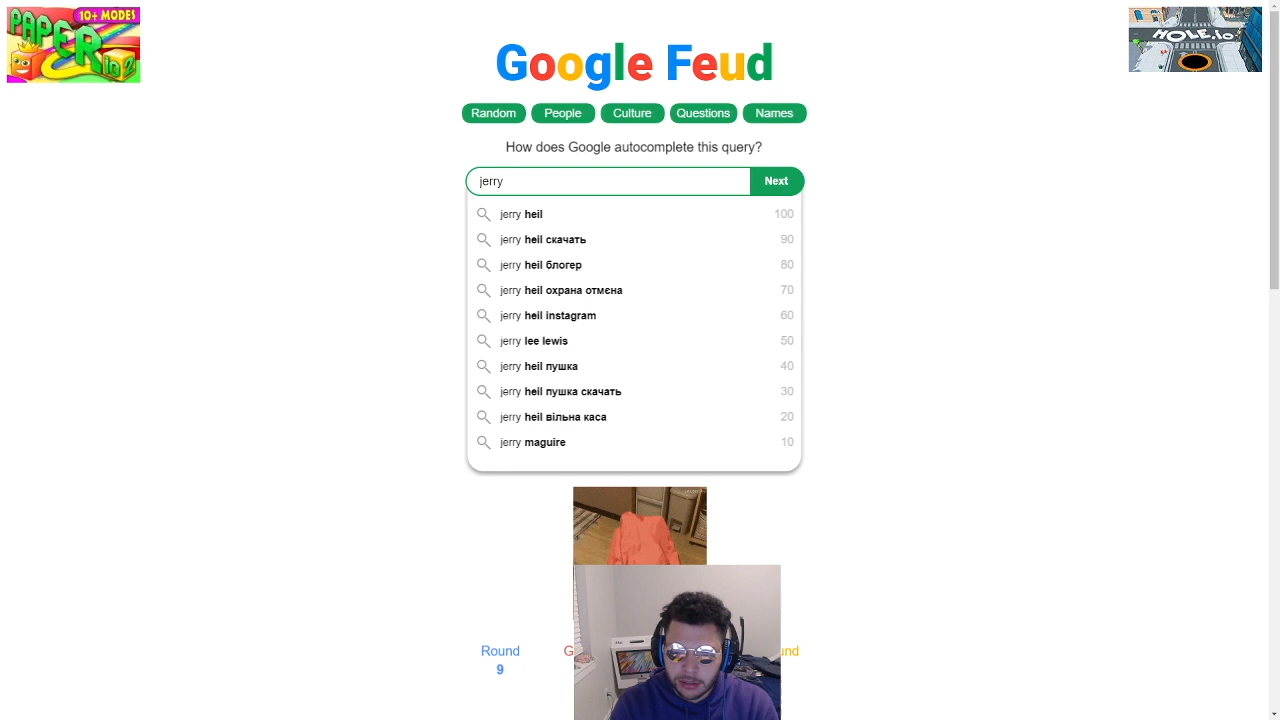 10+ MODES
PAPER
io 2
HOLE.io
Google Feud
Random People Culture Questions Names
How does Google autocomplete this query?
jerry Next
jerry heil 100
jerry heil скачать 90
jerry heil блогер 80
jerry heil охрана отмєна 70
jerry heil instagram 60
jerry lee lewis 50
jerry heil пушка 40
jerry heil пушка скачать 30
jerry heil вільна каса 20
jerry maguire 10
Round G und
9